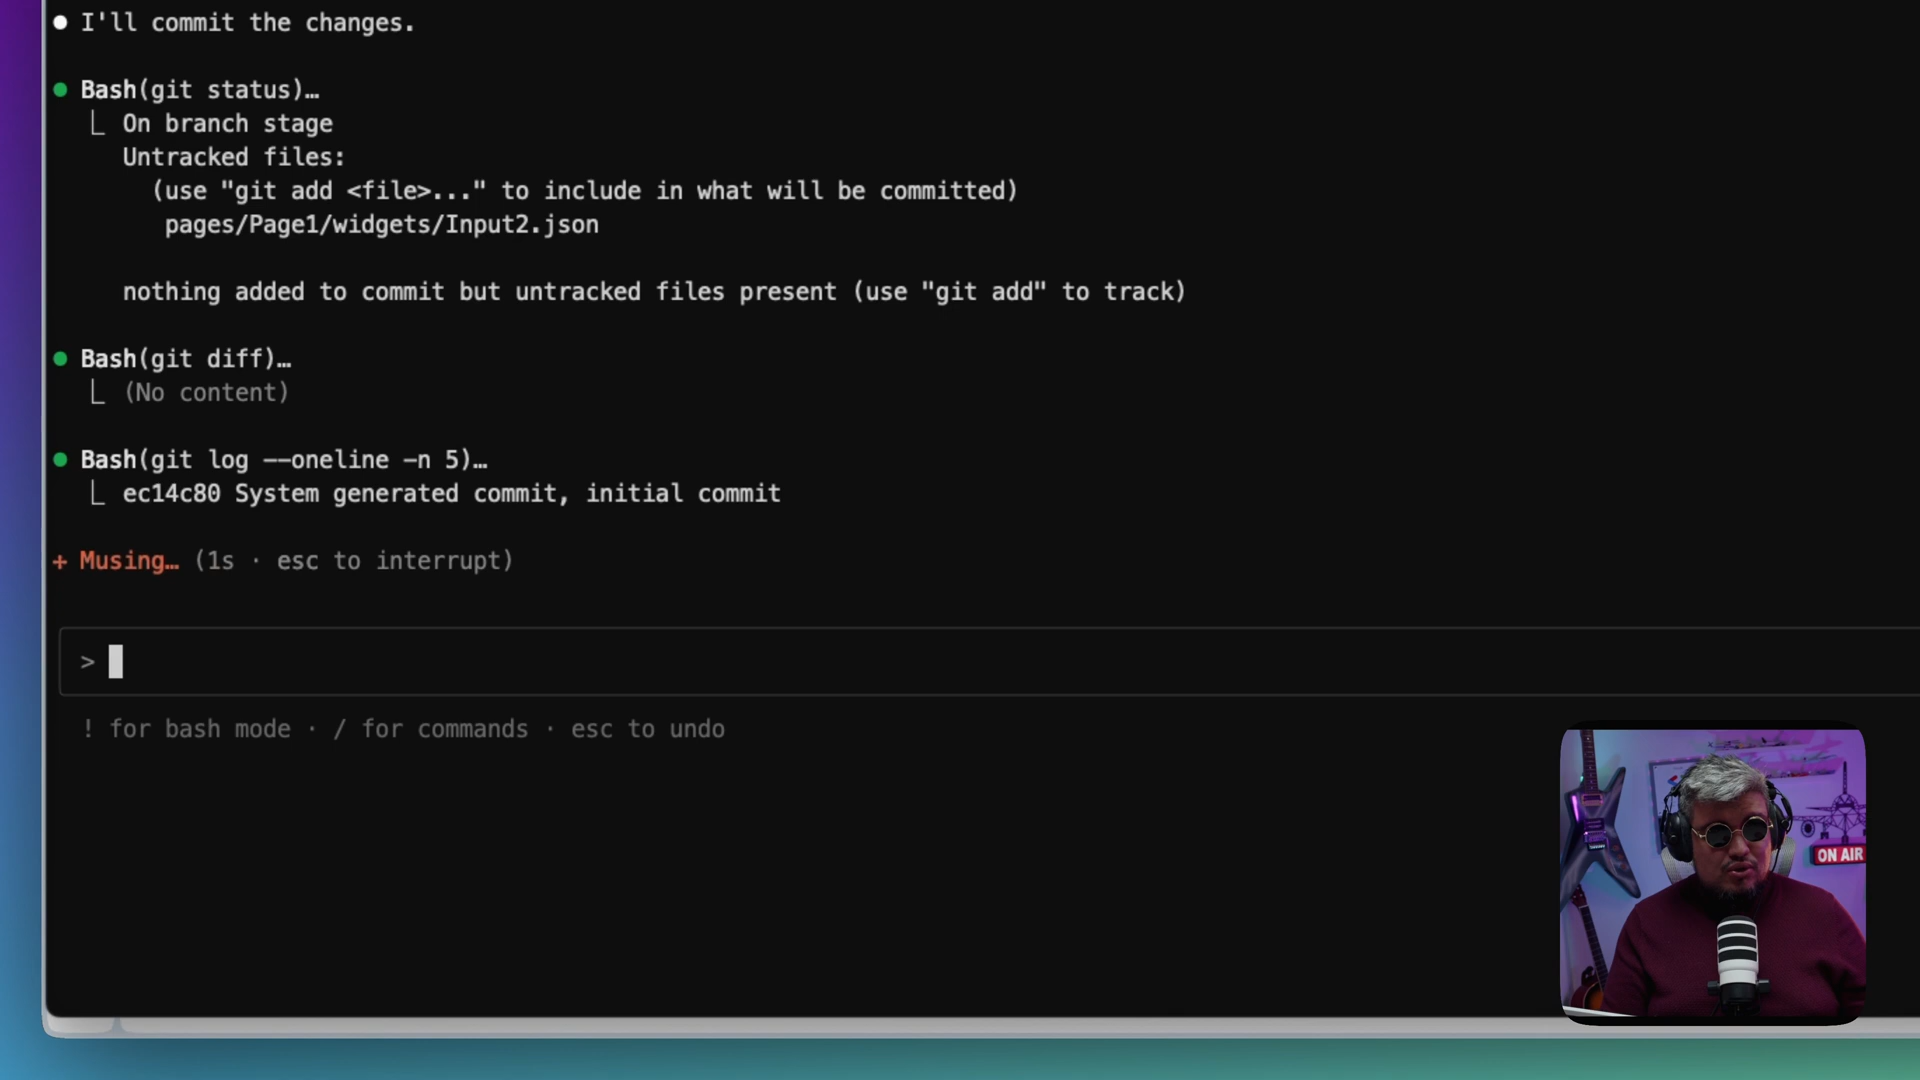 ● I'll commit the changes.
● Bash(git status)…
⎿ On branch stage
Untracked files:
(use "git add <file>..." to include in what will be committed)
pages/Page1/widgets/Input2.json
nothing added to commit but untracked files present (use "git add" to track)
● Bash(git diff)…
⎿ (No content)
● Bash(git log --oneline -n 5)…
⎿ ec14c80 System generated commit, initial commit
+ Musing… (1s · esc to interrupt)
>
! for bash mode · / for commands · esc to undo
ON AIR